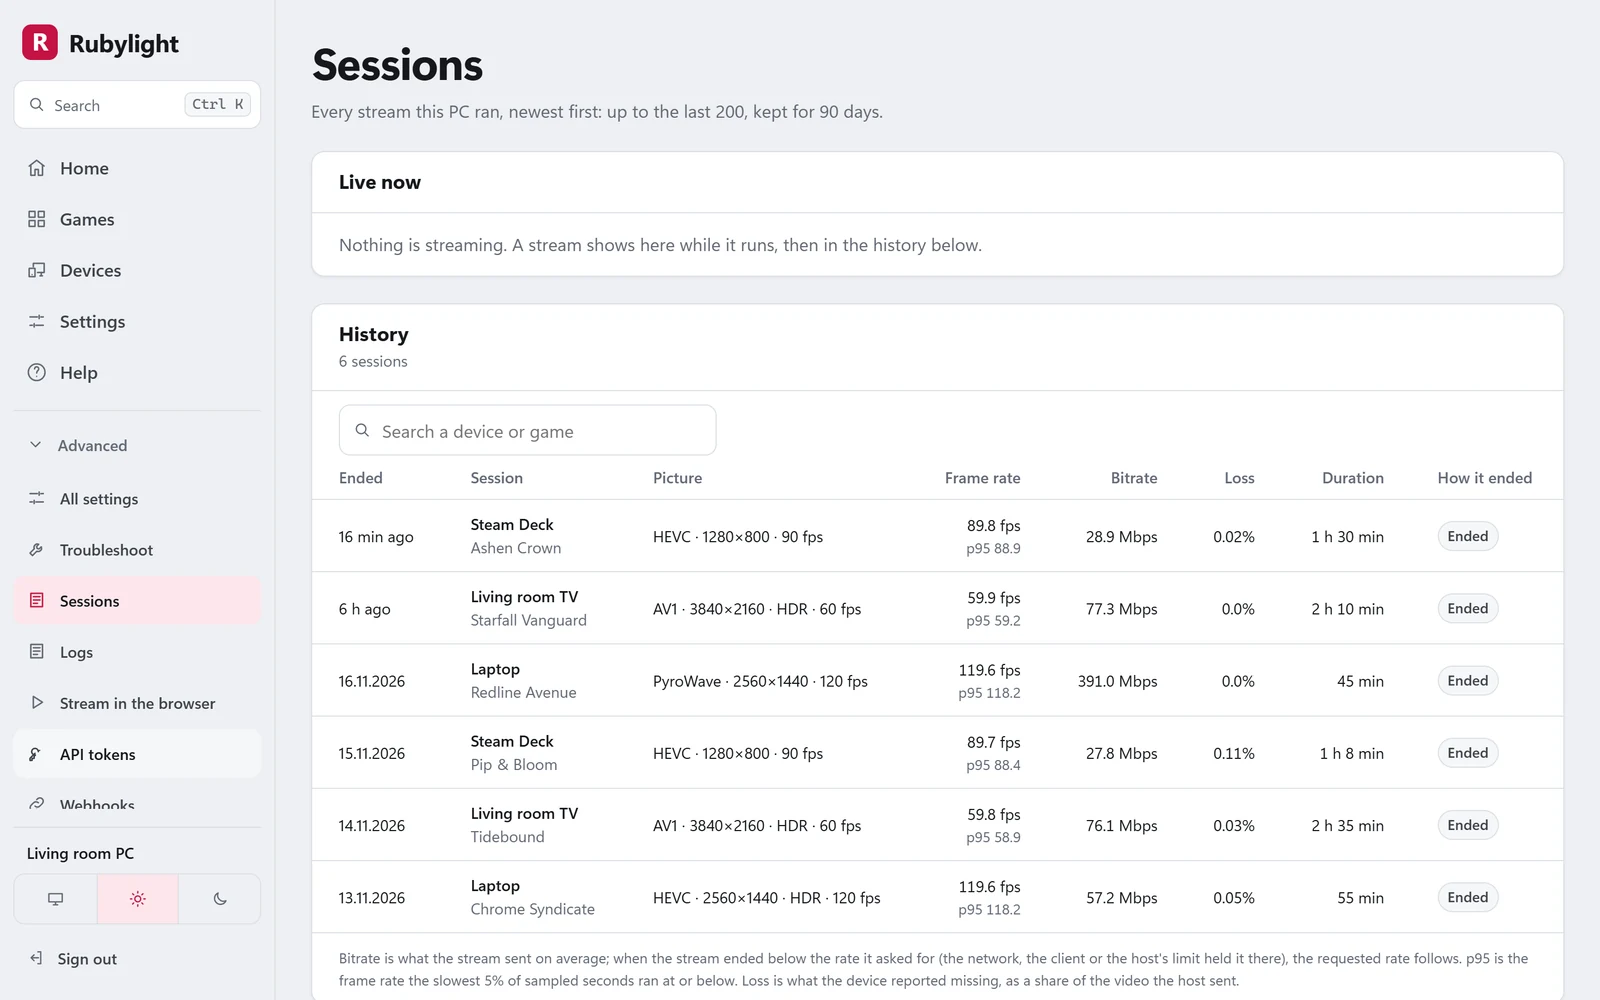 R Rubylight
Search Ctrl K
Home
Games
Devices
Settings
Help
Advanced
All settings
Troubleshoot
Sessions
Logs
Stream in the browser
API tokens
Webhooks
Living room PC
Sign out
Sessions
Every stream this PC ran, newest first: up to the last 200, kept for 90 days.
Live now
Nothing is streaming. A stream shows here while it runs, then in the history below.
History
6 sessions
Search a device or game
Ended Session Picture Frame rate Bitrate Loss Duration How it ended
16 min ago Steam Deck HEVC · 1280×800 · 90 fps 89.8 fps 28.9 Mbps 0.02% 1 h 30 min Ended
Ashen Crown p95 88.9
6 h ago Living room TV AV1 · 3840×2160 · HDR · 60 fps 59.9 fps 77.3 Mbps 0.0% 2 h 10 min Ended
Starfall Vanguard p95 59.2
16.11.2026 Laptop PyroWave · 2560×1440 · 120 fps 119.6 fps 391.0 Mbps 0.0% 45 min Ended
Redline Avenue p95 118.2
15.11.2026 Steam Deck HEVC · 1280×800 · 90 fps 89.7 fps 27.8 Mbps 0.11% 1 h 8 min Ended
Pip & Bloom p95 88.4
14.11.2026 Living room TV AV1 · 3840×2160 · HDR · 60 fps 59.8 fps 76.1 Mbps 0.03% 2 h 35 min Ended
Tidebound p95 58.9
13.11.2026 Laptop HEVC · 2560×1440 · HDR · 120 fps 119.6 fps 57.2 Mbps 0.05% 55 min Ended
Chrome Syndicate p95 118.2
Bitrate is what the stream sent on average; when the stream ended below the rate it asked for (the network, the client or the host's limit held it there), the requested rate follows. p95 is the
frame rate the slowest 5% of sampled seconds ran at or below. Loss is what the device reported missing, as a share of the video the host sent.